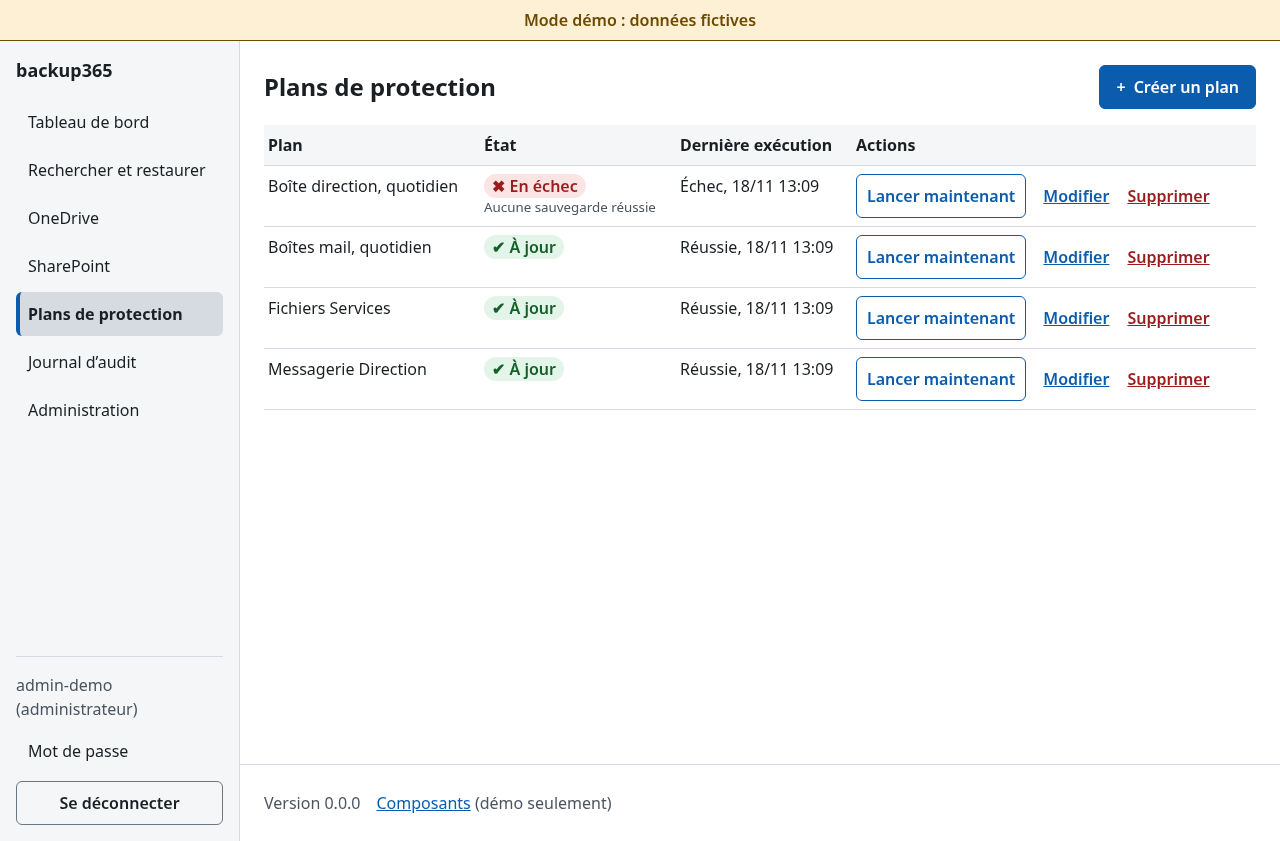 Mode démo : données fictives
backup365
Tableau de bord
Rechercher et restaurer
OneDrive
SharePoint
Plans de protection
Journal d’audit
Administration
admin-demo
(administrateur)
Mot de passe
Se déconnecter
Plans de protection
+ Créer un plan
Plan État Dernière exécution Actions
Boîte direction, quotidien ✖ En échec Échec, 18/11 13:09 Lancer maintenant Modifier Supprimer
Aucune sauvegarde réussie
Boîtes mail, quotidien ✔ À jour Réussie, 18/11 13:09 Lancer maintenant Modifier Supprimer
Fichiers Services ✔ À jour Réussie, 18/11 13:09 Lancer maintenant Modifier Supprimer
Messagerie Direction ✔ À jour Réussie, 18/11 13:09 Lancer maintenant Modifier Supprimer
Version 0.0.0 Composants (démo seulement)